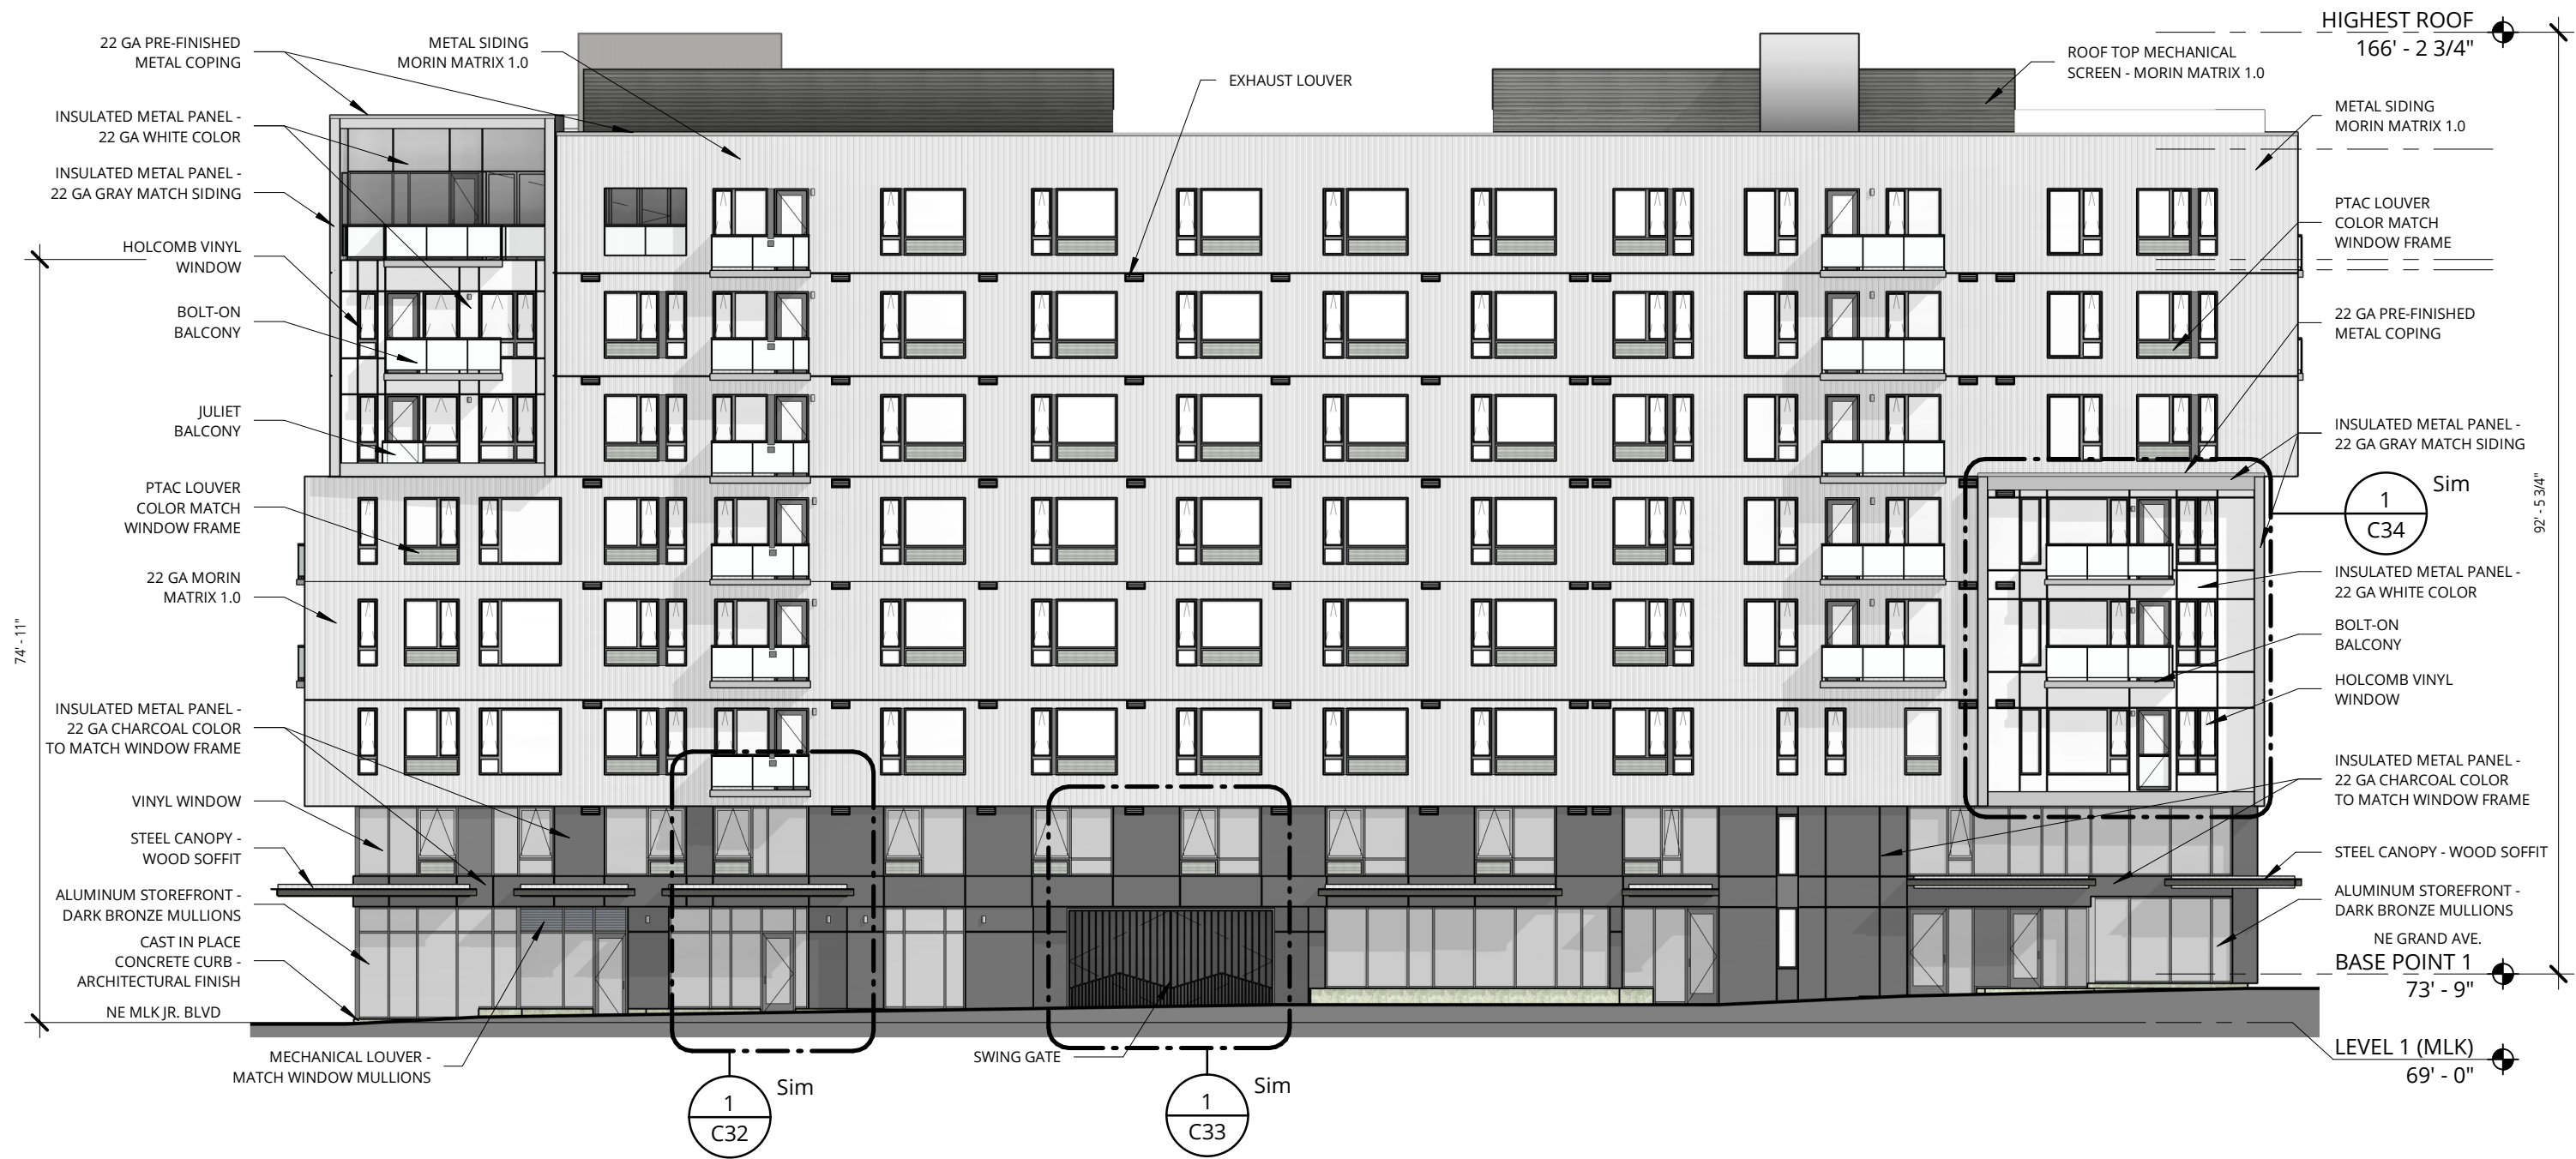 22 GA PRE-FINISHED
METAL COPING
INSULATED METAL PANEL -
22 GA WHITE COLOR
INSULATED METAL PANEL -
22 GA GRAY MATCH SIDING
HOLCOMB VINYL
WINDOW
BOLT-ON
BALCONY
JULIET
BALCONY
PTAC LOUVER
COLOR MATCH
WINDOW FRAME
22 GA MORIN
MATRIX 1.0
74' - 11"
INSULATED METAL PANEL -
22 GA CHARCOAL COLOR
TO MATCH WINDOW FRAME
VINYL WINDOW
STEEL CANOPY -
WOOD SOFFIT
ALUMINUM STOREFRONT -
DARK BRONZE MULLIONS
CAST IN PLACE
CONCRETE CURB -
ARCHITECTURAL FINISH
NE MLK JR. BLVD
MECHANICAL LOUVER -
MATCH WINDOW MULLIONS
METAL SIDING
MORIN MATRIX 1.0
EXHAUST LOUVER
SWING GATE
1
C32
Sim
1
C33
Sim
ROOF TOP MECHANICAL
SCREEN - MORIN MATRIX 1.0
HIGHEST ROOF
166' - 2 3/4"
METAL SIDING
MORIN MATRIX 1.0
PTAC LOUVER
COLOR MATCH
WINDOW FRAME
22 GA PRE-FINISHED
METAL COPING
INSULATED METAL PANEL -
22 GA GRAY MATCH SIDING
1
C34
Sim
92' - 5 3/4"
INSULATED METAL PANEL -
22 GA WHITE COLOR
BOLT-ON
BALCONY
HOLCOMB VINYL
WINDOW
INSULATED METAL PANEL -
22 GA CHARCOAL COLOR
TO MATCH WINDOW FRAME
STEEL CANOPY - WOOD SOFFIT
ALUMINUM STOREFRONT -
DARK BRONZE MULLIONS
NE GRAND AVE.
BASE POINT 1
73' - 9"
LEVEL 1 (MLK)
69' - 0"